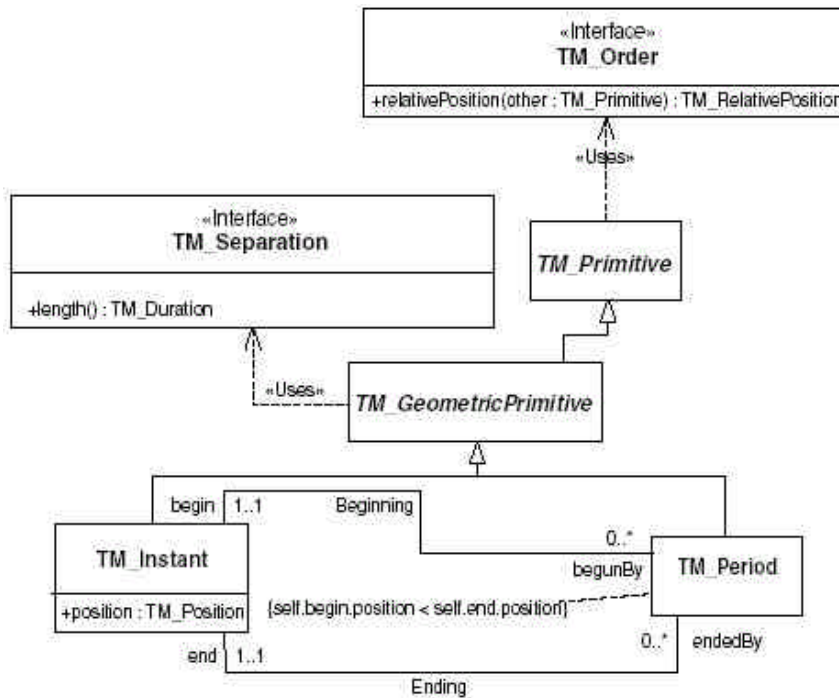 «Interface»
TM_Order
+relativePosition(other : TM_Primitive) : TM_RelativePosition
«Uses»
«Interface»
TM_Separation
+length() : TM_Duration
TM_Primitive
«Uses»
TM_GeometricPrimitive
begin 1..1 Beginning
TM_Instant
+position : TM_Position
0..*
begunBy
TM_Period
{self.begin.position < self.end.position}
end 1..1
0..* endedBy
Ending